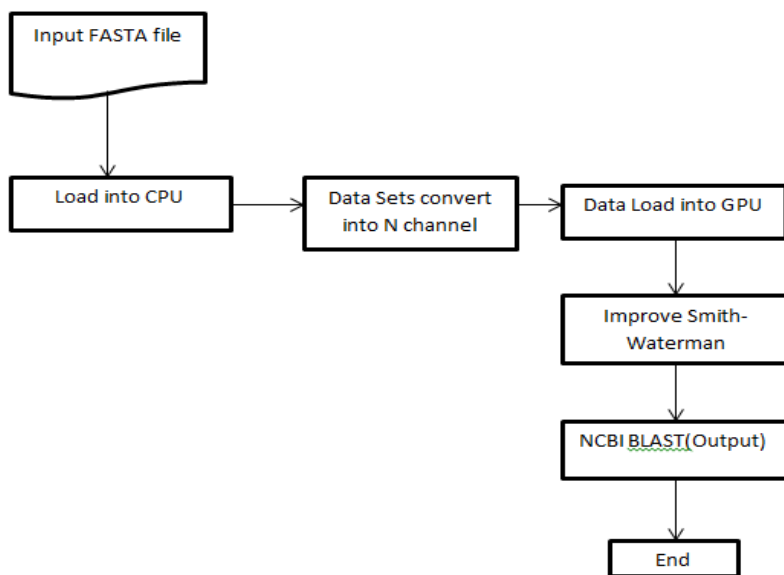 Input FASTA file
Load into CPU
Data Sets convert
into N channel
Data Load into GPU
Improve Smith-
Waterman
NCBI BLAST(Output)
End